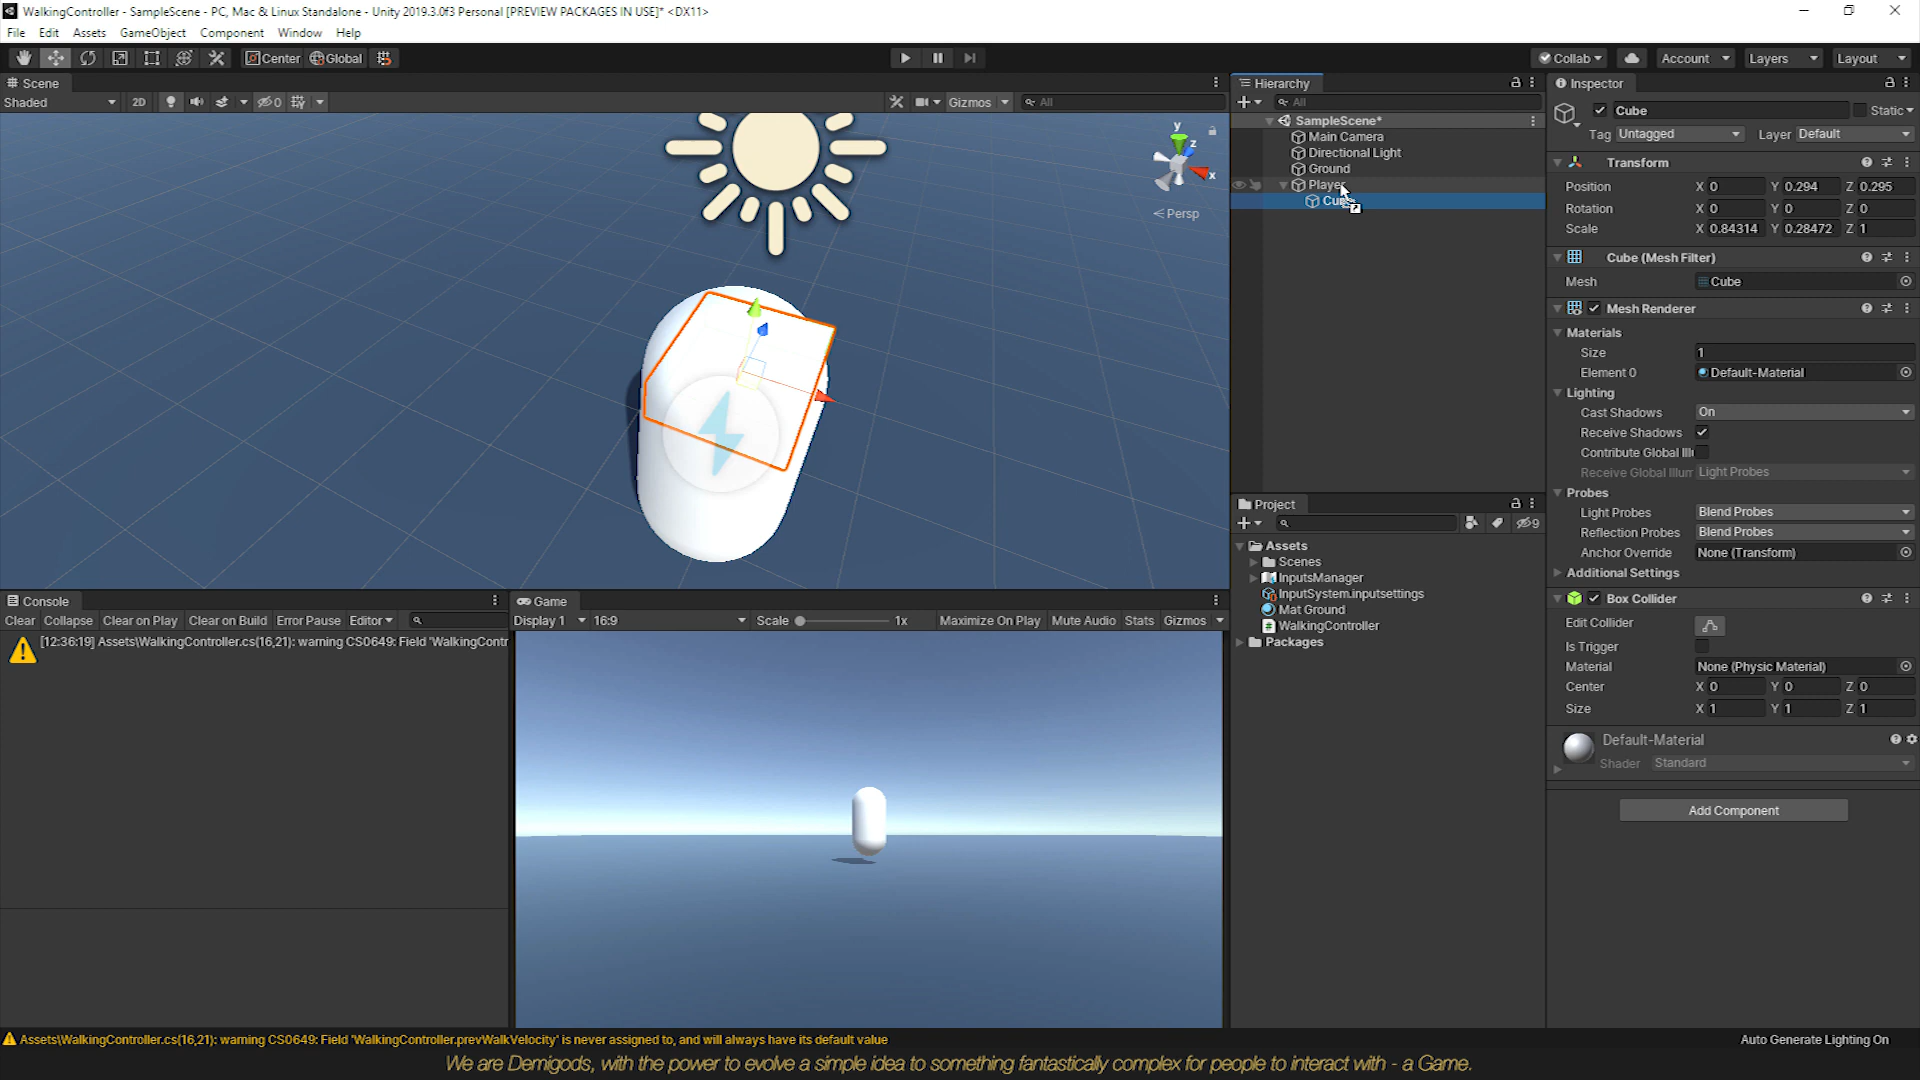 WalkingController - SampleScene - PC, Mac & Linux Standalone - Unity 2019.3.0f3 Personal [PREVIEW PACKAGES IN USE]* <DX11>
File Edit Assets GameObject Component Window Help
Center Global Collab Account Layers Layout
Scene
Shaded 2D 0 Gizmos All
y z x
Persp
Hierarchy
All
SampleScene*
Main Camera
Directional Light
Ground
Player
Project
9
Assets
Scenes
InputsManager
InputSystem.inputsettings
Mat Ground
WalkingController
Packages
Inspector
Cube Static
Tag Untagged Layer Default
Transform
Position X 0 Y 0.294 Z 0.295
Rotation X 0 Y 0 Z 0
Scale X 0.84314 Y 0.28472 Z 1
Cube (Mesh Filter)
Mesh Cube
Mesh Renderer
Materials
Size 1
Element 0 Default-Material
Lighting
Cast Shadows On
Receive Shadows
Contribute Global Illu
Receive Global Illum Light Probes
Probes
Light Probes Blend Probes
Reflection Probes Blend Probes
Anchor Override None (Transform)
Additional Settings
Box Collider
Edit Collider
Is Trigger
Material None (Physic Material)
Center X 0 Y 0 Z 0
Size X 1 Y 1 Z 1
Default-Material
Shader Standard
Add Component
Console
Clear Collapse Clear on Play Clear on Build Error Pause Editor
[12:36:19] Assets\WalkingController.cs(16,21): warning CS0649: Field 'WalkingContr
Game
Display 1 16:9 Scale 1x Maximize On Play Mute Audio Stats Gizmos
Assets\WalkingController.cs(16,21): warning CS0649: Field 'WalkingController.prevWalkVelocity' is never assigned to, and will always have its default value
Auto Generate Lighting On
We are Demigods, with the power to evolve a simple idea to something fantastically complex for people to interact with - a Game.